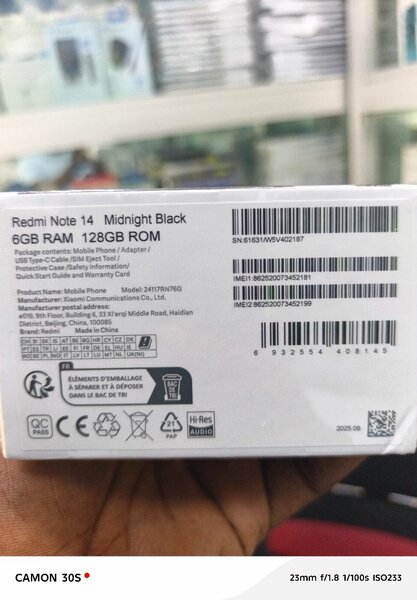 Redmi Note 14 Midnight Black
6GB RAM 128GB ROM
Package contents: Mobile Phone / Adapter /
USB Type-C Cable /SIM Eject Tool /
Protective Case /Safety Information/
Quick Start Guide and Warranty Card
Product Name: Mobile Phone Model: 24117RN76G
Manufacturer: Xiaomi Communications Co., Ltd.
Manufacturer postal address:
#019, 9th Floor, Building 6, 33 Xi'erqi Middle Road, Haidian
District, Beijing, China, 100085
Brand: Redmi Made in China
SN:61631/W5V402187
IMEI1:862520073452181
IMEI2:862520073452199
6 932554 408145
FR
ÉLÉMENTS D'EMBALLAGE
À SÉPARER ET À DÉPOSER
DANS LE BAC DE TRI
BAC
DE
TRI
QC
PASS
CE
21
PAP
Hi-Res
AUDIO
2025.08
CAMON 30S
23mm f/1.8 1/100s ISO233